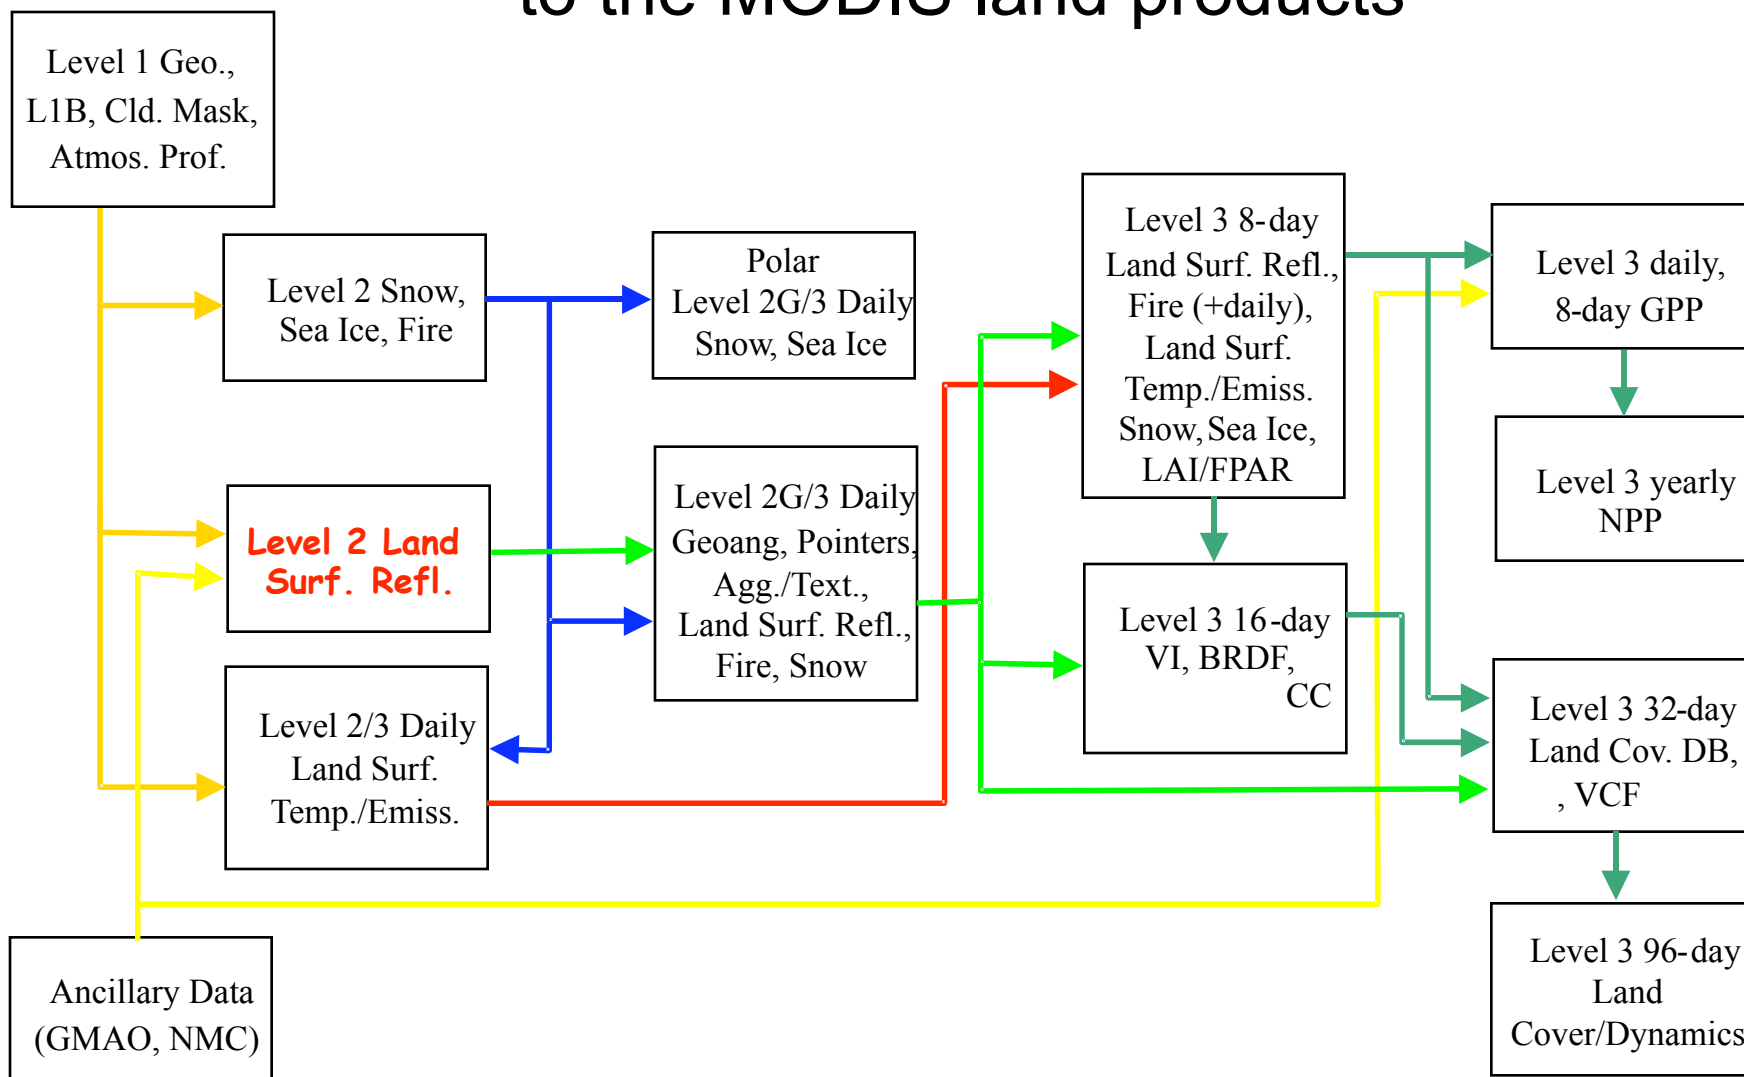 to the MODIS land products
Level 1 Geo.,
L1B, Cld. Mask,
Atmos. Prof.
Level 2 Snow,
Sea Ice, Fire
Level 2 Land
Surf. Refl.
Level 2/3 Daily
Land Surf.
Temp./Emiss.
Ancillary Data
(GMAO, NMC)
Polar
Level 2G/3 Daily
Snow, Sea Ice
Level 2G/3 Daily
Geoang, Pointers,
Agg./Text.,
Land Surf. Refl.,
Fire, Snow
Level 3 8-day
Land Surf. Refl.,
Fire (+daily),
Land Surf.
Temp./Emiss.
Snow, Sea Ice,
LAI/FPAR
Level 3 16-day
VI, BRDF,
CC
Level 3 daily,
8-day GPP
Level 3 yearly
NPP
Level 3 32-day
Land Cov. DB,
, VCF
Level 3 96-day
Land
Cover/Dynamics